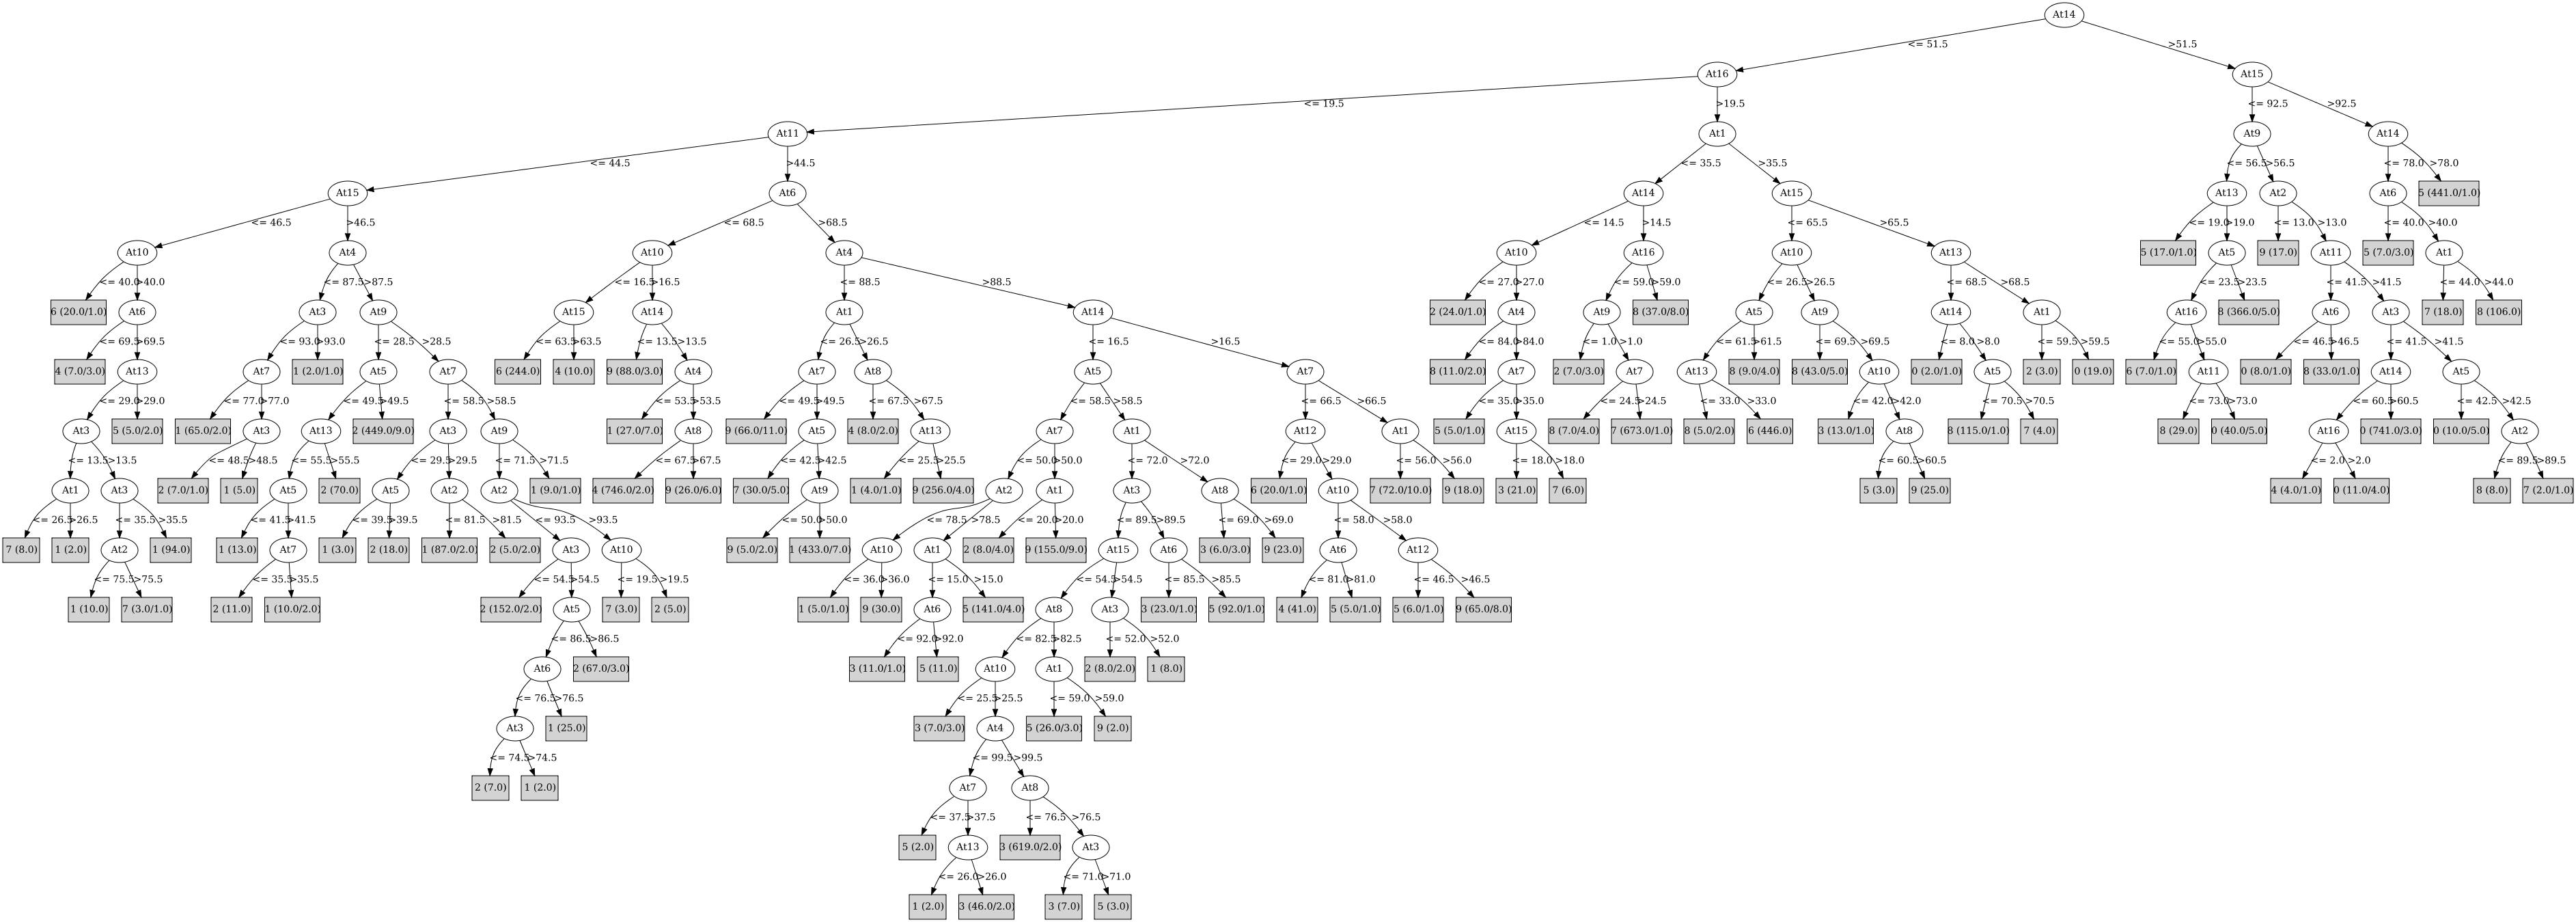 At14
<= 51.5 >51.5
At16 At15
<= 19.5 >19.5 <= 92.5 >92.5
At11 At1 At9 At14
<= 44.5 >44.5 <= 35.5 >35.5 <= 56.5 >56.5 <= 78.0 >78.0
At15 At6 At14 At15 At13 At2 At6 5 (441.0/1.0)
<= 46.5 >46.5 <= 68.5 >68.5 <= 14.5 >14.5 <= 65.5 >65.5 <= 19.0 >19.0 <= 13.0 >13.0 <= 40.0 >40.0
At10 At4 At10 At4 At10 At16 At10 At13 5 (17.0/1.0) At5 9 (17.0) At11 5 (7.0/3.0) At1
<= 40.0 >40.0 <= 87.5 >87.5 <= 16.5 >16.5 <= 88.5 >88.5 <= 27.0 >27.0 <= 59.0 >59.0 <= 26.5 >26.5 <= 68.5 >68.5 <= 23.5 >23.5 <= 41.5 >41.5 <= 44.0 >44.0
6 (20.0/1.0) At6 At3 At9 At15 At14 At1 At14 2 (24.0/1.0) At4 At9 8 (37.0/8.0) At5 At9 At14 At1 At16 8 (366.0/5.0) At6 At3 7 (18.0) 8 (106.0)
<= 69.5 >69.5 <= 93.0 >93.0 <= 28.5 >28.5 <= 63.5 >63.5 <= 13.5 >13.5 <= 26.5 >26.5 <= 16.5 >16.5 <= 84.0 >84.0 <= 1.0 >1.0 <= 61.5 >61.5 <= 69.5 >69.5 <= 8.0 >8.0 <= 59.5 >59.5 <= 55.0 >55.0 <= 46.5 >46.5 <= 41.5 >41.5
4 (7.0/3.0) At13 At7 1 (2.0/1.0) At5 At7 6 (244.0) 4 (10.0) 9 (88.0/3.0) At4 At7 At8 At5 At7 8 (11.0/2.0) At7 2 (7.0/3.0) At7 At13 8 (9.0/4.0) 8 (43.0/5.0) At10 0 (2.0/1.0) At5 2 (3.0) 0 (19.0) 6 (7.0/1.0) At11 0 (8.0/1.0) 8 (33.0/1.0) At14 At5
<= 29.0 >29.0 <= 77.0 >77.0 <= 49.5 >49.5 <= 58.5 >58.5 <= 53.5 >53.5 <= 49.5 >49.5 <= 67.5 >67.5 <= 58.5 >58.5 <= 66.5 >66.5 <= 35.0 >35.0 <= 24.5 >24.5 <= 33.0 >33.0 <= 42.0 >42.0 <= 70.5 >70.5 <= 73.0 >73.0 <= 60.5 >60.5 <= 42.5 >42.5
At3 5 (5.0/2.0) 1 (65.0/2.0) At3 At13 2 (449.0/9.0) At3 At9 1 (27.0/7.0) At8 9 (66.0/11.0) At5 4 (8.0/2.0) At13 At7 At1 At12 At1 5 (5.0/1.0) At15 8 (7.0/4.0) 7 (673.0/1.0) 8 (5.0/2.0) 6 (446.0) 3 (13.0/1.0) At8 8 (115.0/1.0) 7 (4.0) 8 (29.0) 0 (40.0/5.0) At16 0 (741.0/3.0) 0 (10.0/5.0) At2
<= 13.5 >13.5 <= 48.5 >48.5 <= 55.5 >55.5 <= 29.5 >29.5 <= 71.5 >71.5 <= 67.5 >67.5 <= 42.5 >42.5 <= 25.5 >25.5 <= 50.0 >50.0 <= 72.0 >72.0 <= 29.0 >29.0 <= 56.0 >56.0 <= 18.0 >18.0 <= 60.5 >60.5 <= 2.0 >2.0 <= 89.5 >89.5
At1 At3 2 (7.0/1.0) 1 (5.0) At5 2 (70.0) At5 At2 At2 1 (9.0/1.0) 4 (746.0/2.0) 9 (26.0/6.0) 7 (30.0/5.0) At9 1 (4.0/1.0) 9 (256.0/4.0) At2 At1 At3 At8 6 (20.0/1.0) At10 7 (72.0/10.0) 9 (18.0) 3 (21.0) 7 (6.0) 5 (3.0) 9 (25.0) 4 (4.0/1.0) 0 (11.0/4.0) 8 (8.0) 7 (2.0/1.0)
<= 26.5 >26.5 <= 35.5 >35.5 <= 41.5 >41.5 <= 39.5 >39.5 <= 81.5 >81.5 <= 93.5 >93.5 <= 50.0 >50.0 <= 78.5 >78.5 <= 20.0 >20.0 <= 89.5 >89.5 <= 69.0 >69.0 <= 58.0 >58.0
7 (8.0) 1 (2.0) At2 1 (94.0) 1 (13.0) At7 1 (3.0) 2 (18.0) 1 (87.0/2.0) 2 (5.0/2.0) At3 At10 9 (5.0/2.0) 1 (433.0/7.0) At10 At1 2 (8.0/4.0) 9 (155.0/9.0) At15 At6 3 (6.0/3.0) 9 (23.0) At6 At12
<= 75.5 >75.5 <= 35.5 >35.5 <= 54.5 >54.5 <= 19.5 >19.5 <= 36.0 >36.0 <= 15.0 >15.0 <= 54.5 >54.5 <= 85.5 >85.5 <= 81.0 >81.0 <= 46.5 >46.5
1 (10.0) 7 (3.0/1.0) 2 (11.0) 1 (10.0/2.0) 2 (152.0/2.0) At5 7 (3.0) 2 (5.0) 1 (5.0/1.0) 9 (30.0) At6 5 (141.0/4.0) At8 At3 3 (23.0/1.0) 5 (92.0/1.0) 4 (41.0) 5 (5.0/1.0) 5 (6.0/1.0) 9 (65.0/8.0)
<= 86.5 >86.5 <= 92.0 >92.0 <= 82.5 >82.5 <= 52.0 >52.0
At6 2 (67.0/3.0) 3 (11.0/1.0) 5 (11.0) At10 At1 2 (8.0/2.0) 1 (8.0)
<= 76.5 >76.5 <= 25.5 >25.5 <= 59.0 >59.0
At3 1 (25.0) 3 (7.0/3.0) At4 5 (26.0/3.0) 9 (2.0)
<= 74.5 >74.5 <= 99.5 >99.5
2 (7.0) 1 (2.0) At7 At8
<= 37.5 >37.5 <= 76.5 >76.5
5 (2.0) At13 3 (619.0/2.0) At3
<= 26.0 >26.0 <= 71.0 >71.0
1 (2.0) 3 (46.0/2.0) 3 (7.0) 5 (3.0)